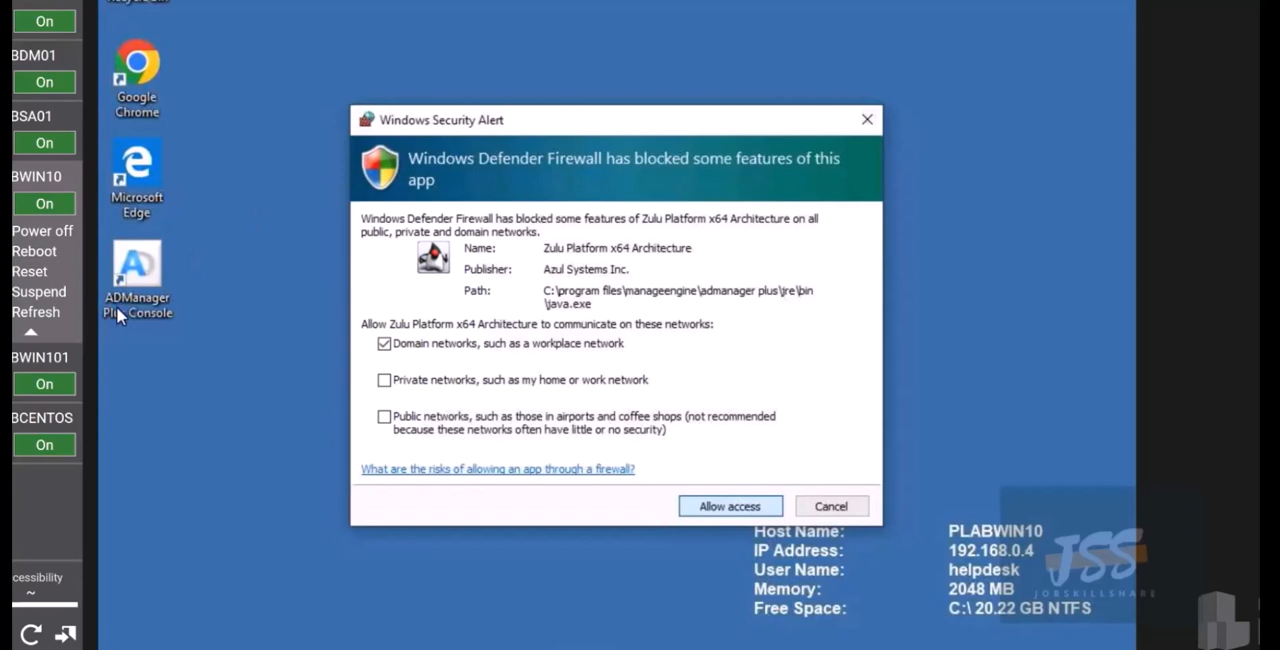 On
BDM01
On
BSA01
On
BWIN10
On
Power off
Reboot
Reset
Suspend
Refresh
BWIN101
On
BCENTOS
On
cessibility
Google
Chrome
Microsoft
Edge
ADManager
Plus Console
Windows Security Alert
Windows Defender Firewall has blocked some features of this
app
Windows Defender Firewall has blocked some features of Zulu Platform x64 Architecture on all
public, private and domain networks.
Name: Zulu Platform x64 Architecture
Publisher: Azul Systems Inc.
Path: C:\program files\manageengine\admanager plus\jre\bin
\java.exe
Allow Zulu Platform x64 Architecture to communicate on these networks:
Domain networks, such as a workplace network
Private networks, such as my home or work network
Public networks, such as those in airports and coffee shops (not recommended
because these networks often have little or no security)
What are the risks of allowing an app through a firewall?
Allow access
Cancel
Host Name: PLABWIN10
IP Address: 192.168.0.4
User Name: helpdesk
Memory: 2048 MB
Free Space: C:\ 20.22 GB NTFS
JSS
JOBSKILLSHARE